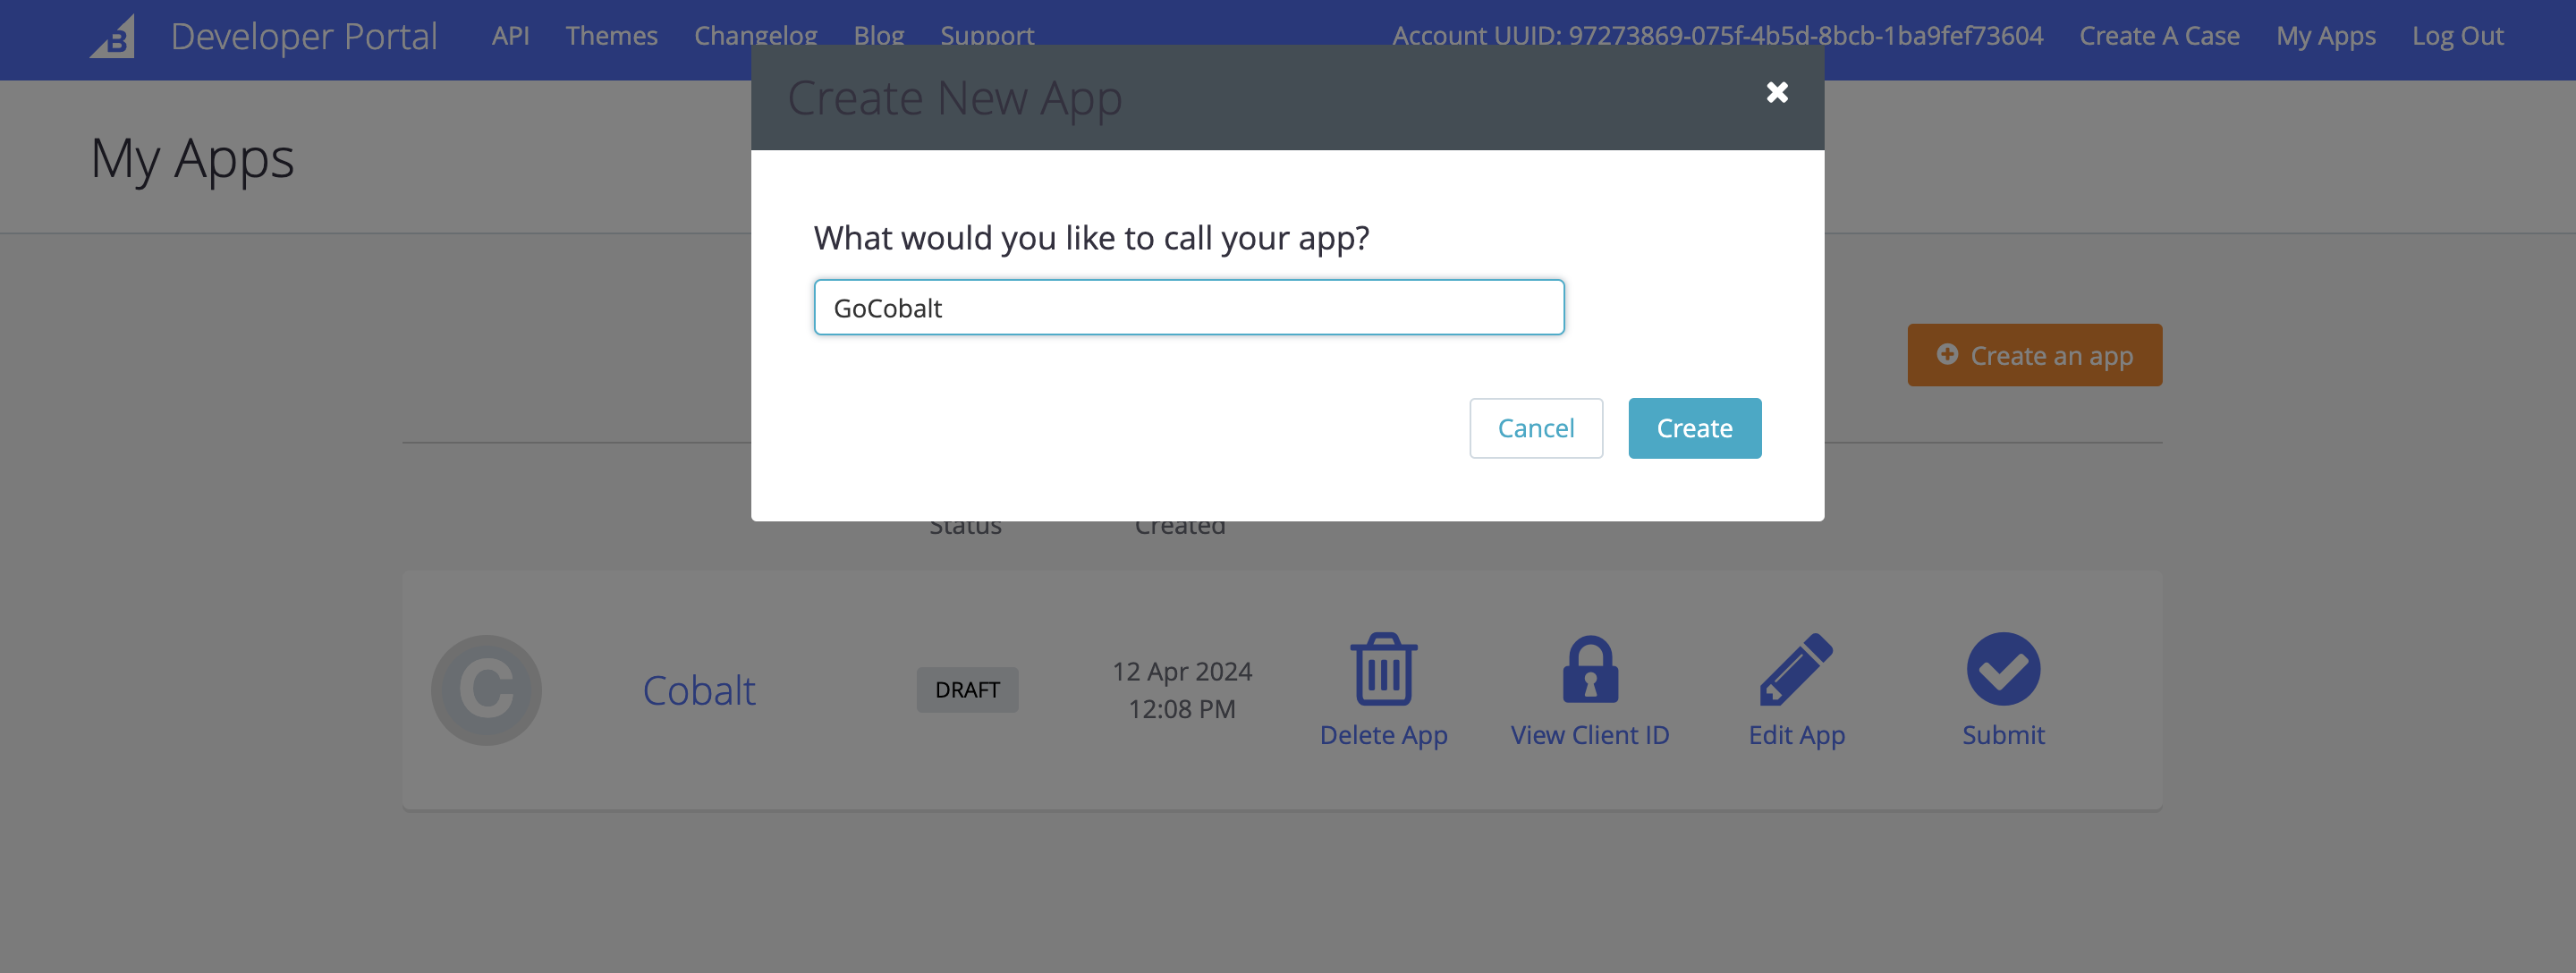 B Developer Portal API Themes Changelog Blog Support Account UUID: 97273869-075f-4b5d-8bcb-1ba9fef73604 Create A Case My Apps Log Out
Create New App
My Apps
What would you like to call your app?
GoCobalt
Create an app
Cancel Create
Status Created
C Cobalt DRAFT 12 Apr 2024
12:08 PM
Delete App View Client ID Edit App Submit